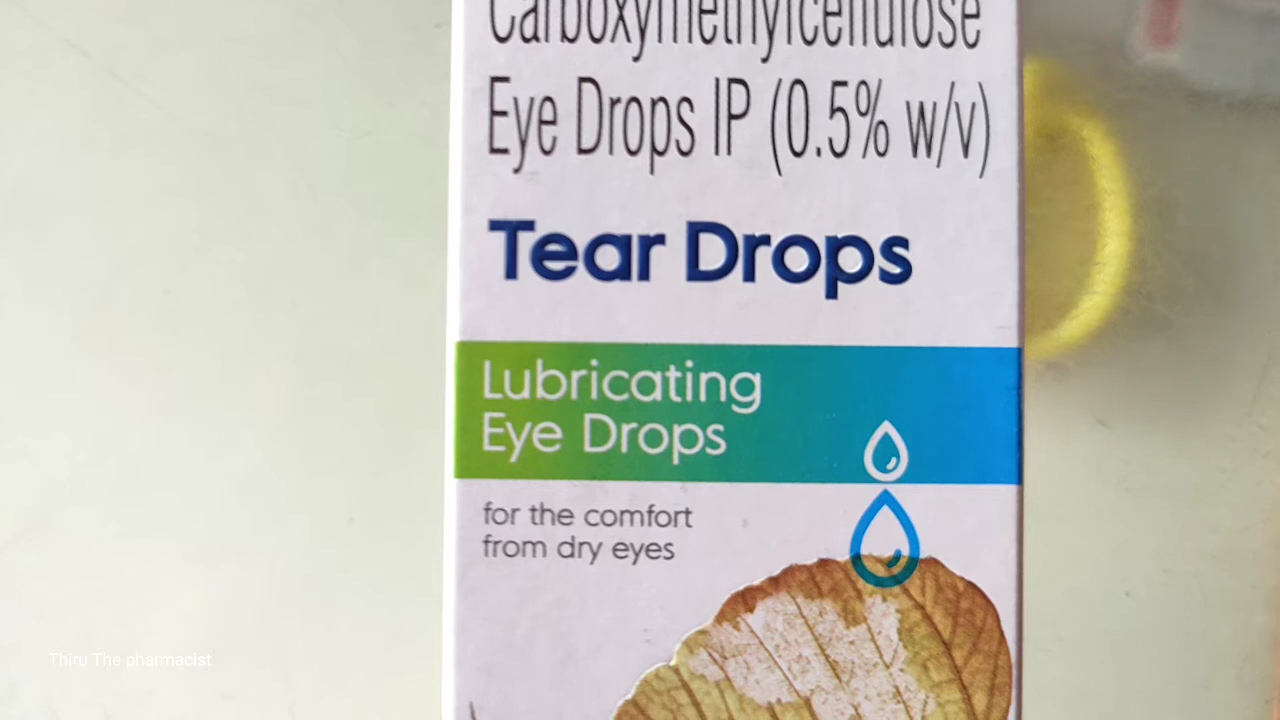 Carboxymethylcellulose
Eye Drops IP (0.5% w/v)
Tear Drops
Lubricating
Eye Drops
for the comfort
from dry eyes
Thiru The pharmacist